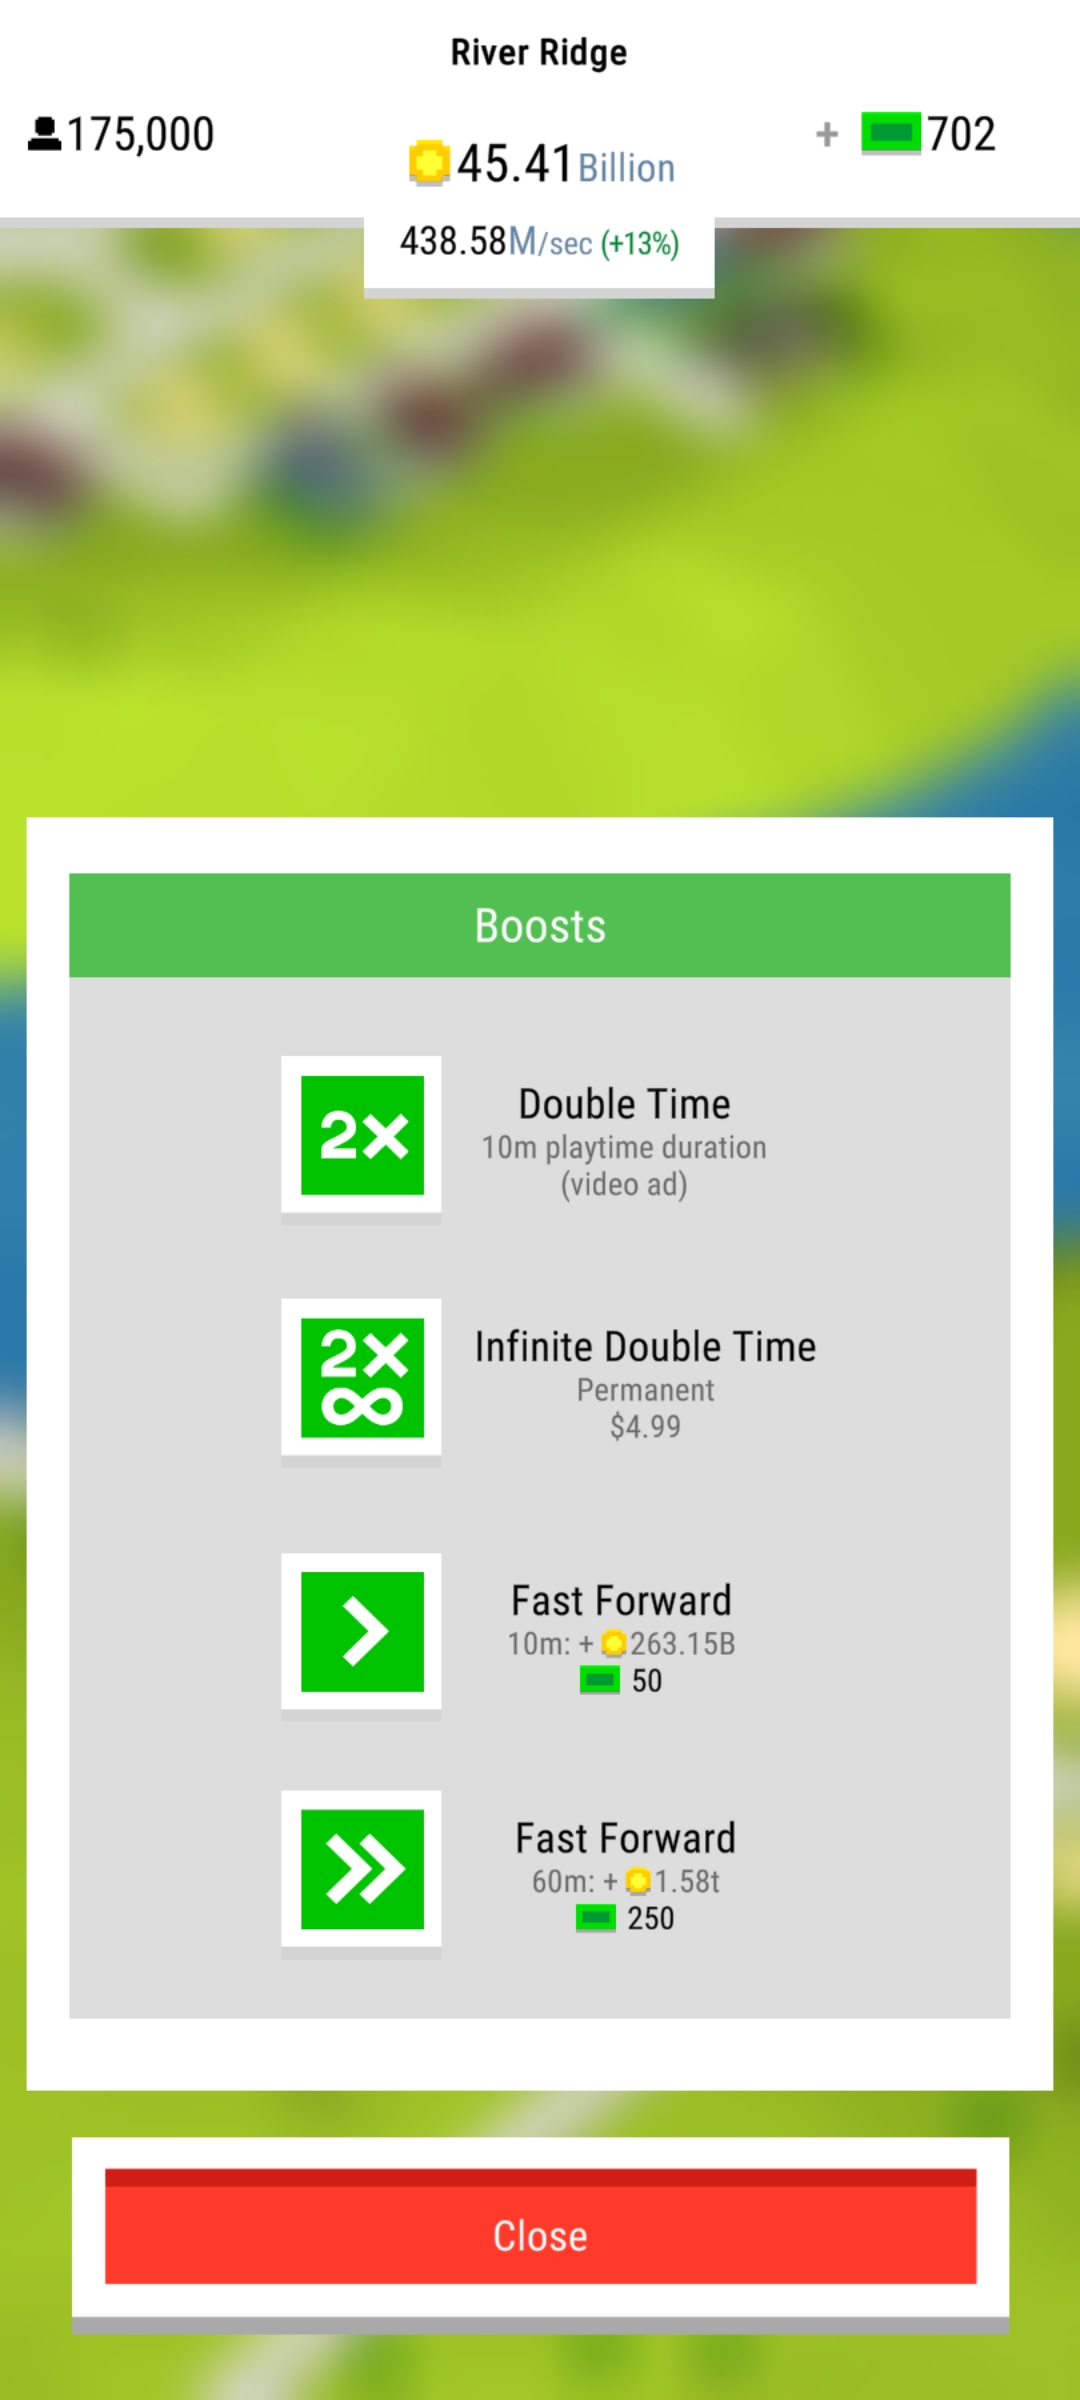 River Ridge
175,000
45.41 Billion
+ 702
438.58M/sec (+13%)
Boosts
2×
Double Time
10m playtime duration
(video ad)
2×
∞
Infinite Double Time
Permanent
$4.99
Fast Forward
10m: + 263.15B
50
Fast Forward
60m: + 1.58t
250
Close